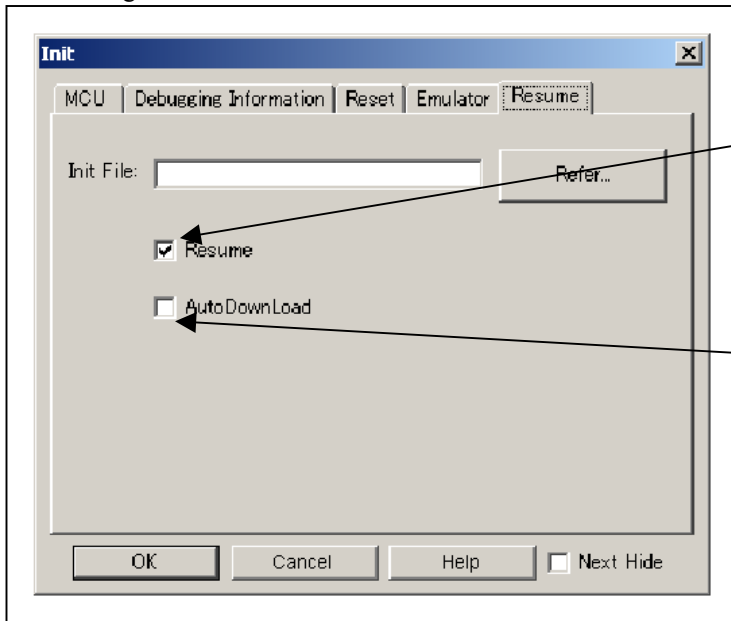 Init
MCU Debugging Information Reset Emulator Resume
Init File: Refer...
Resume
AutoDownLoad
OK Cancel Help Next Hide